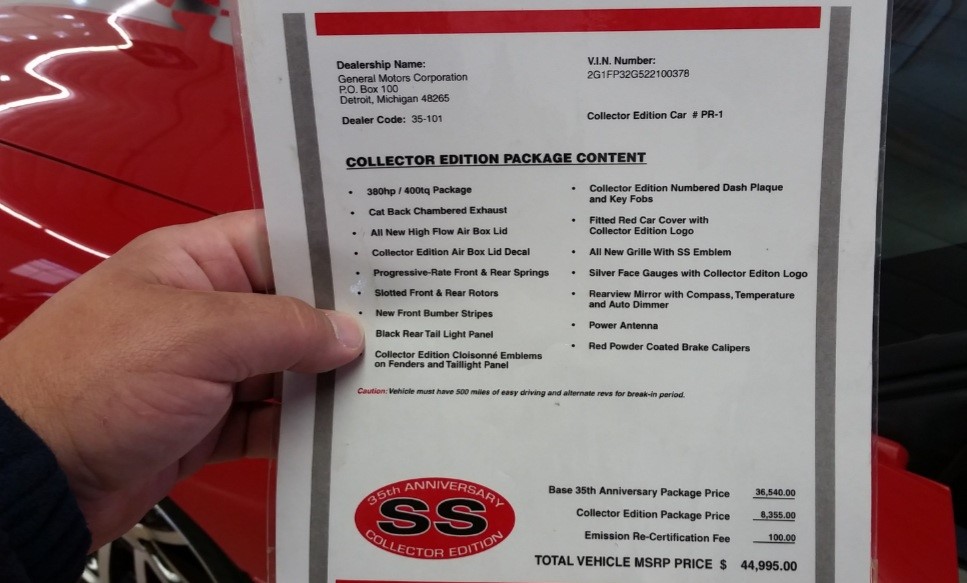 Dealership Name:
General Motors Corporation
P.O. Box 100
Detroit, Michigan 48265
Dealer Code: 35-101
V.I.N. Number:
2G1FP32G522100378
Collector Edition Car # PR-1
COLLECTOR EDITION PACKAGE CONTENT
• 380hp / 400tq Package
• Cat Back Chambered Exhaust
• All New High Flow Air Box Lid
• Collector Edition Air Box Lid Decal
• Progressive-Rate Front & Rear Springs
• Slotted Front & Rear Rotors
• New Front Bumber Stripes
Black Rear Tail Light Panel
Collector Edition Cloisonné Emblems
on Fenders and Taillight Panel
• Collector Edition Numbered Dash Plaque
and Key Fobs
• Fitted Red Car Cover with
Collector Edition Logo
• All New Grille With SS Emblem
• Silver Face Gauges with Collector Editon Logo
• Rearview Mirror with Compass, Temperature
and Auto Dimmer
• Power Antenna
• Red Powder Coated Brake Calipers
Caution: Vehicle must have 500 miles of easy driving and alternate revs for break-in period.
35th ANNIVERSARY
SS
COLLECTOR EDITION
Base 35th Anniversary Package Price 36,540.00
Collector Edition Package Price 8,355.00
Emission Re-Certification Fee 100.00
TOTAL VEHICLE MSRP PRICE $ 44,995.00